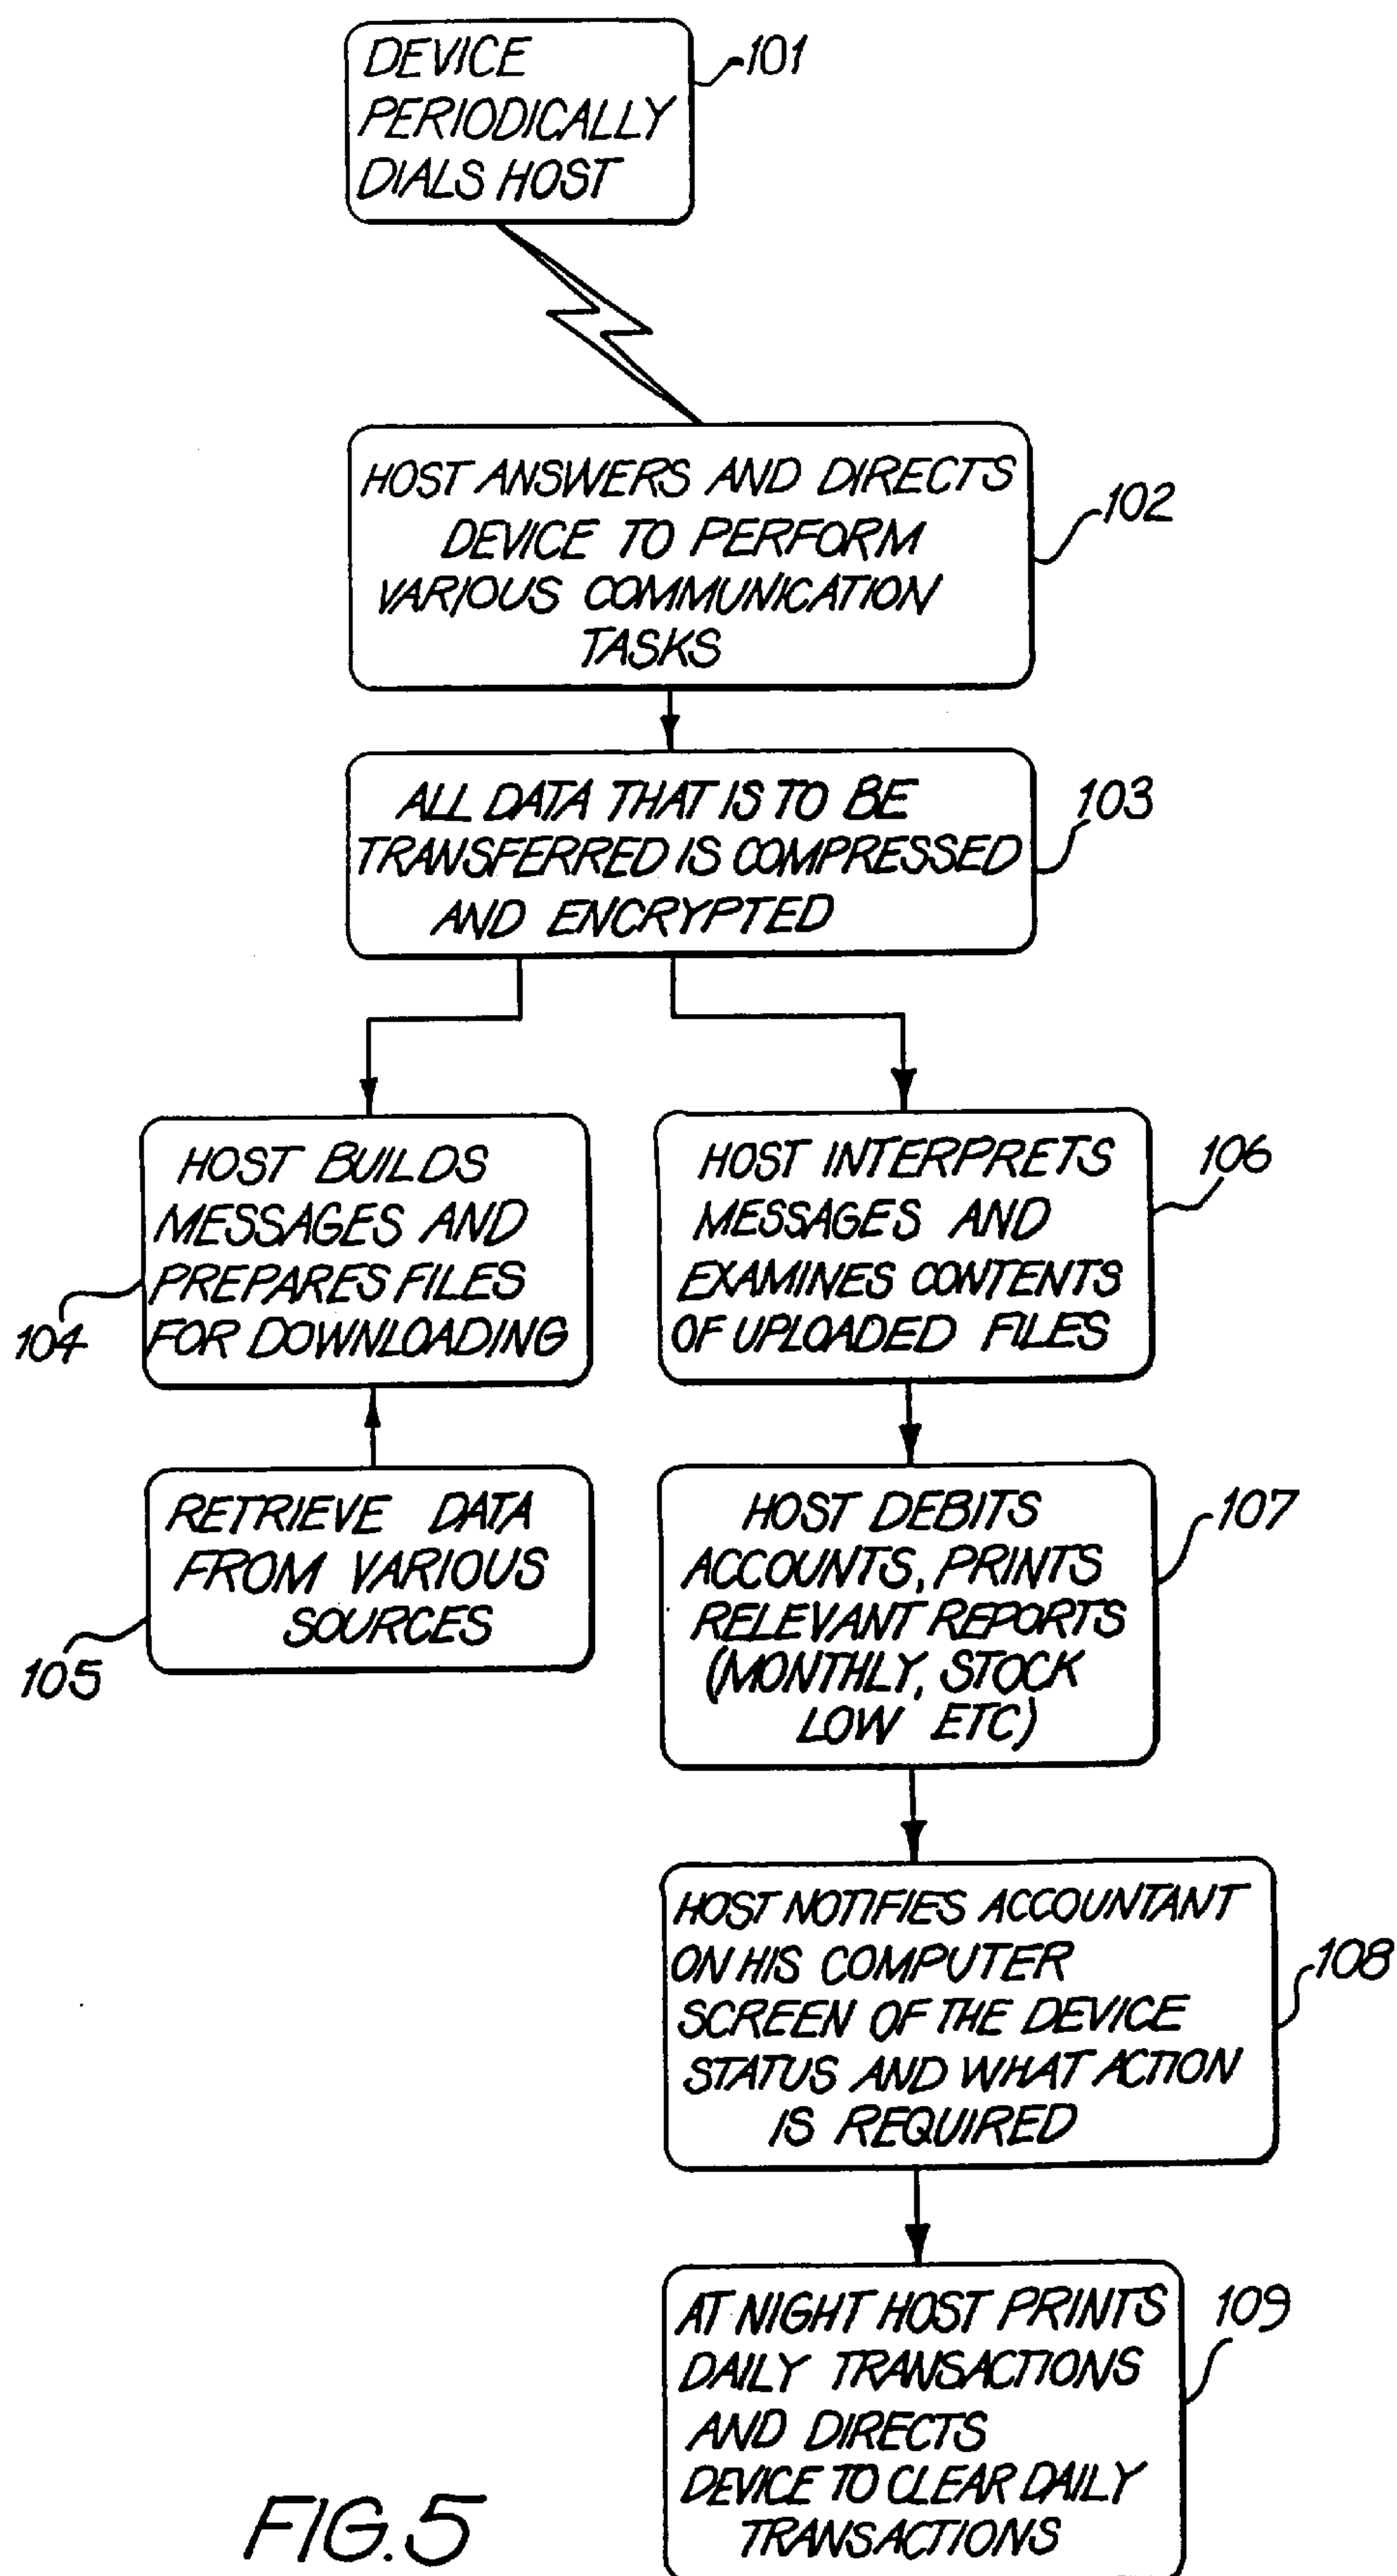 DEVICE
PERIODICALLY
DIALS HOST
101
HOST ANSWERS AND DIRECTS
DEVICE TO PERFORM
VARIOUS COMMUNICATION
TASKS
102
ALL DATA THAT IS TO BE
TRANSFERRED IS COMPRESSED
AND ENCRYPTED
103
HOST BUILDS
MESSAGES AND
PREPARES FILES
FOR DOWNLOADING
104
RETRIEVE DATA
FROM VARIOUS
SOURCES
105
HOST INTERPRETS
MESSAGES AND
EXAMINES CONTENTS
OF UPLOADED FILES
106
HOST DEBITS
ACCOUNTS, PRINTS
RELEVANT REPORTS
(MONTHLY, STOCK
LOW ETC)
107
HOST NOTIFIES ACCOUNTANT
ON HIS COMPUTER
SCREEN OF THE DEVICE
STATUS AND WHAT ACTION
IS REQUIRED
108
AT NIGHT HOST PRINTS
DAILY TRANSACTIONS
AND DIRECTS
DEVICE TO CLEAR DAILY
TRANSACTIONS
109
FIG.5